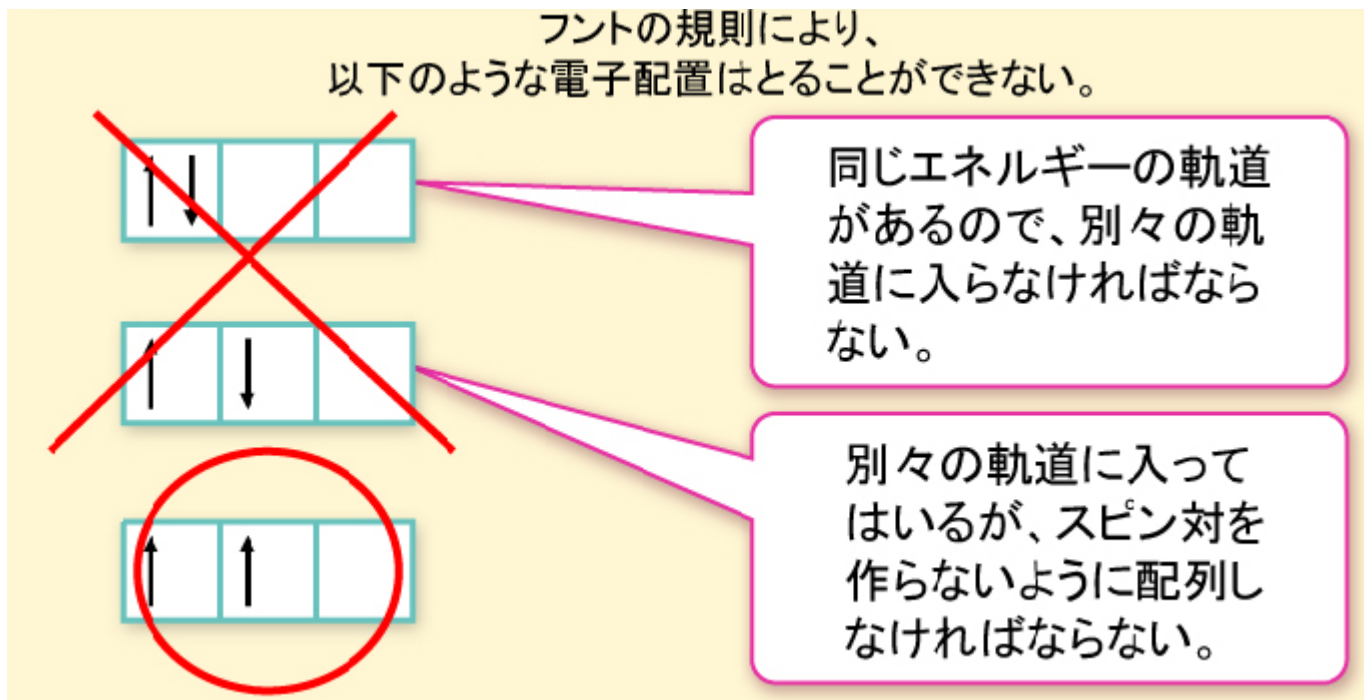 フントの規則により、
以下のような電子配置はとることができない。
同じエネルギーの軌道
があるので、別々の軌
道に入らなければなら
ない。
別々の軌道に入って
はいるが、スピン対を
作らないように配列し
なければならない。